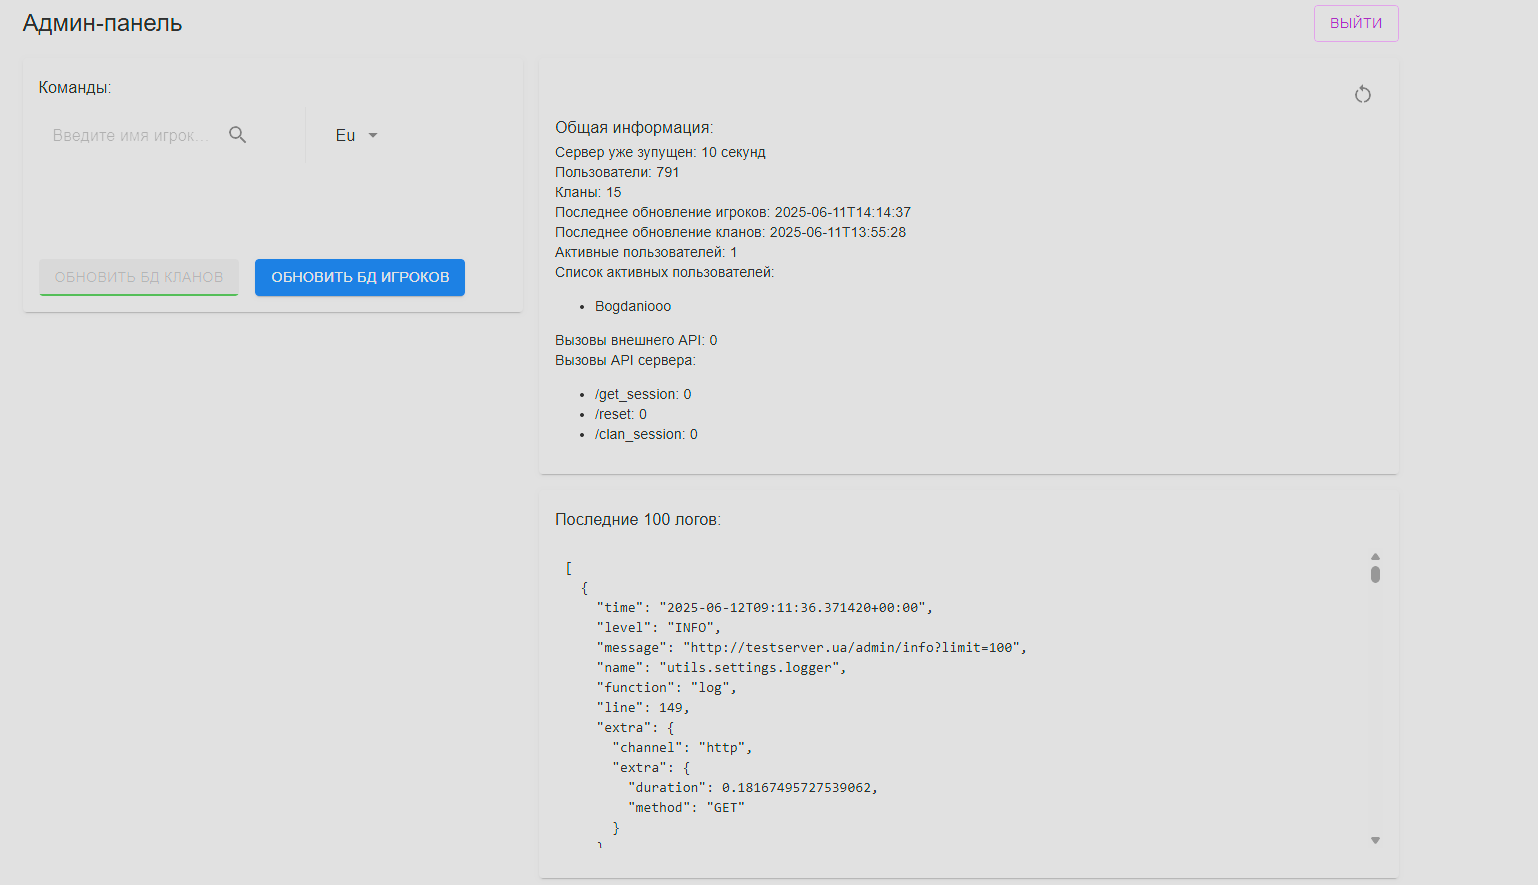 Админ-панель
ВЫЙТИ
Команды:
Введите имя игрок...
Eu
ОБНОВИТЬ БД КЛАНОВ
ОБНОВИТЬ БД ИГРОКОВ
Общая информация:
Сервер уже зупущен: 10 секунд
Пользователи: 791
Кланы: 15
Последнее обновление игроков: 2025-06-11T14:14:37
Последнее обновление кланов: 2025-06-11T13:55:28
Активные пользователей: 1
Список активных пользователей:
• Bogdaniooo
Вызовы внешнего API: 0
Вызовы API сервера:
• /get_session: 0
• /reset: 0
• /clan_session: 0
Последние 100 логов:
[
{
"time": "2025-06-12T09:11:36.371420+00:00",
"level": "INFO",
"message": "http://testserver.ua/admin/info?limit=100",
"name": "utils.settings.logger",
"function": "log",
"line": 149,
"extra": {
"channel": "http",
"extra": {
"duration": 0.18167495727539062,
"method": "GET"
}
}